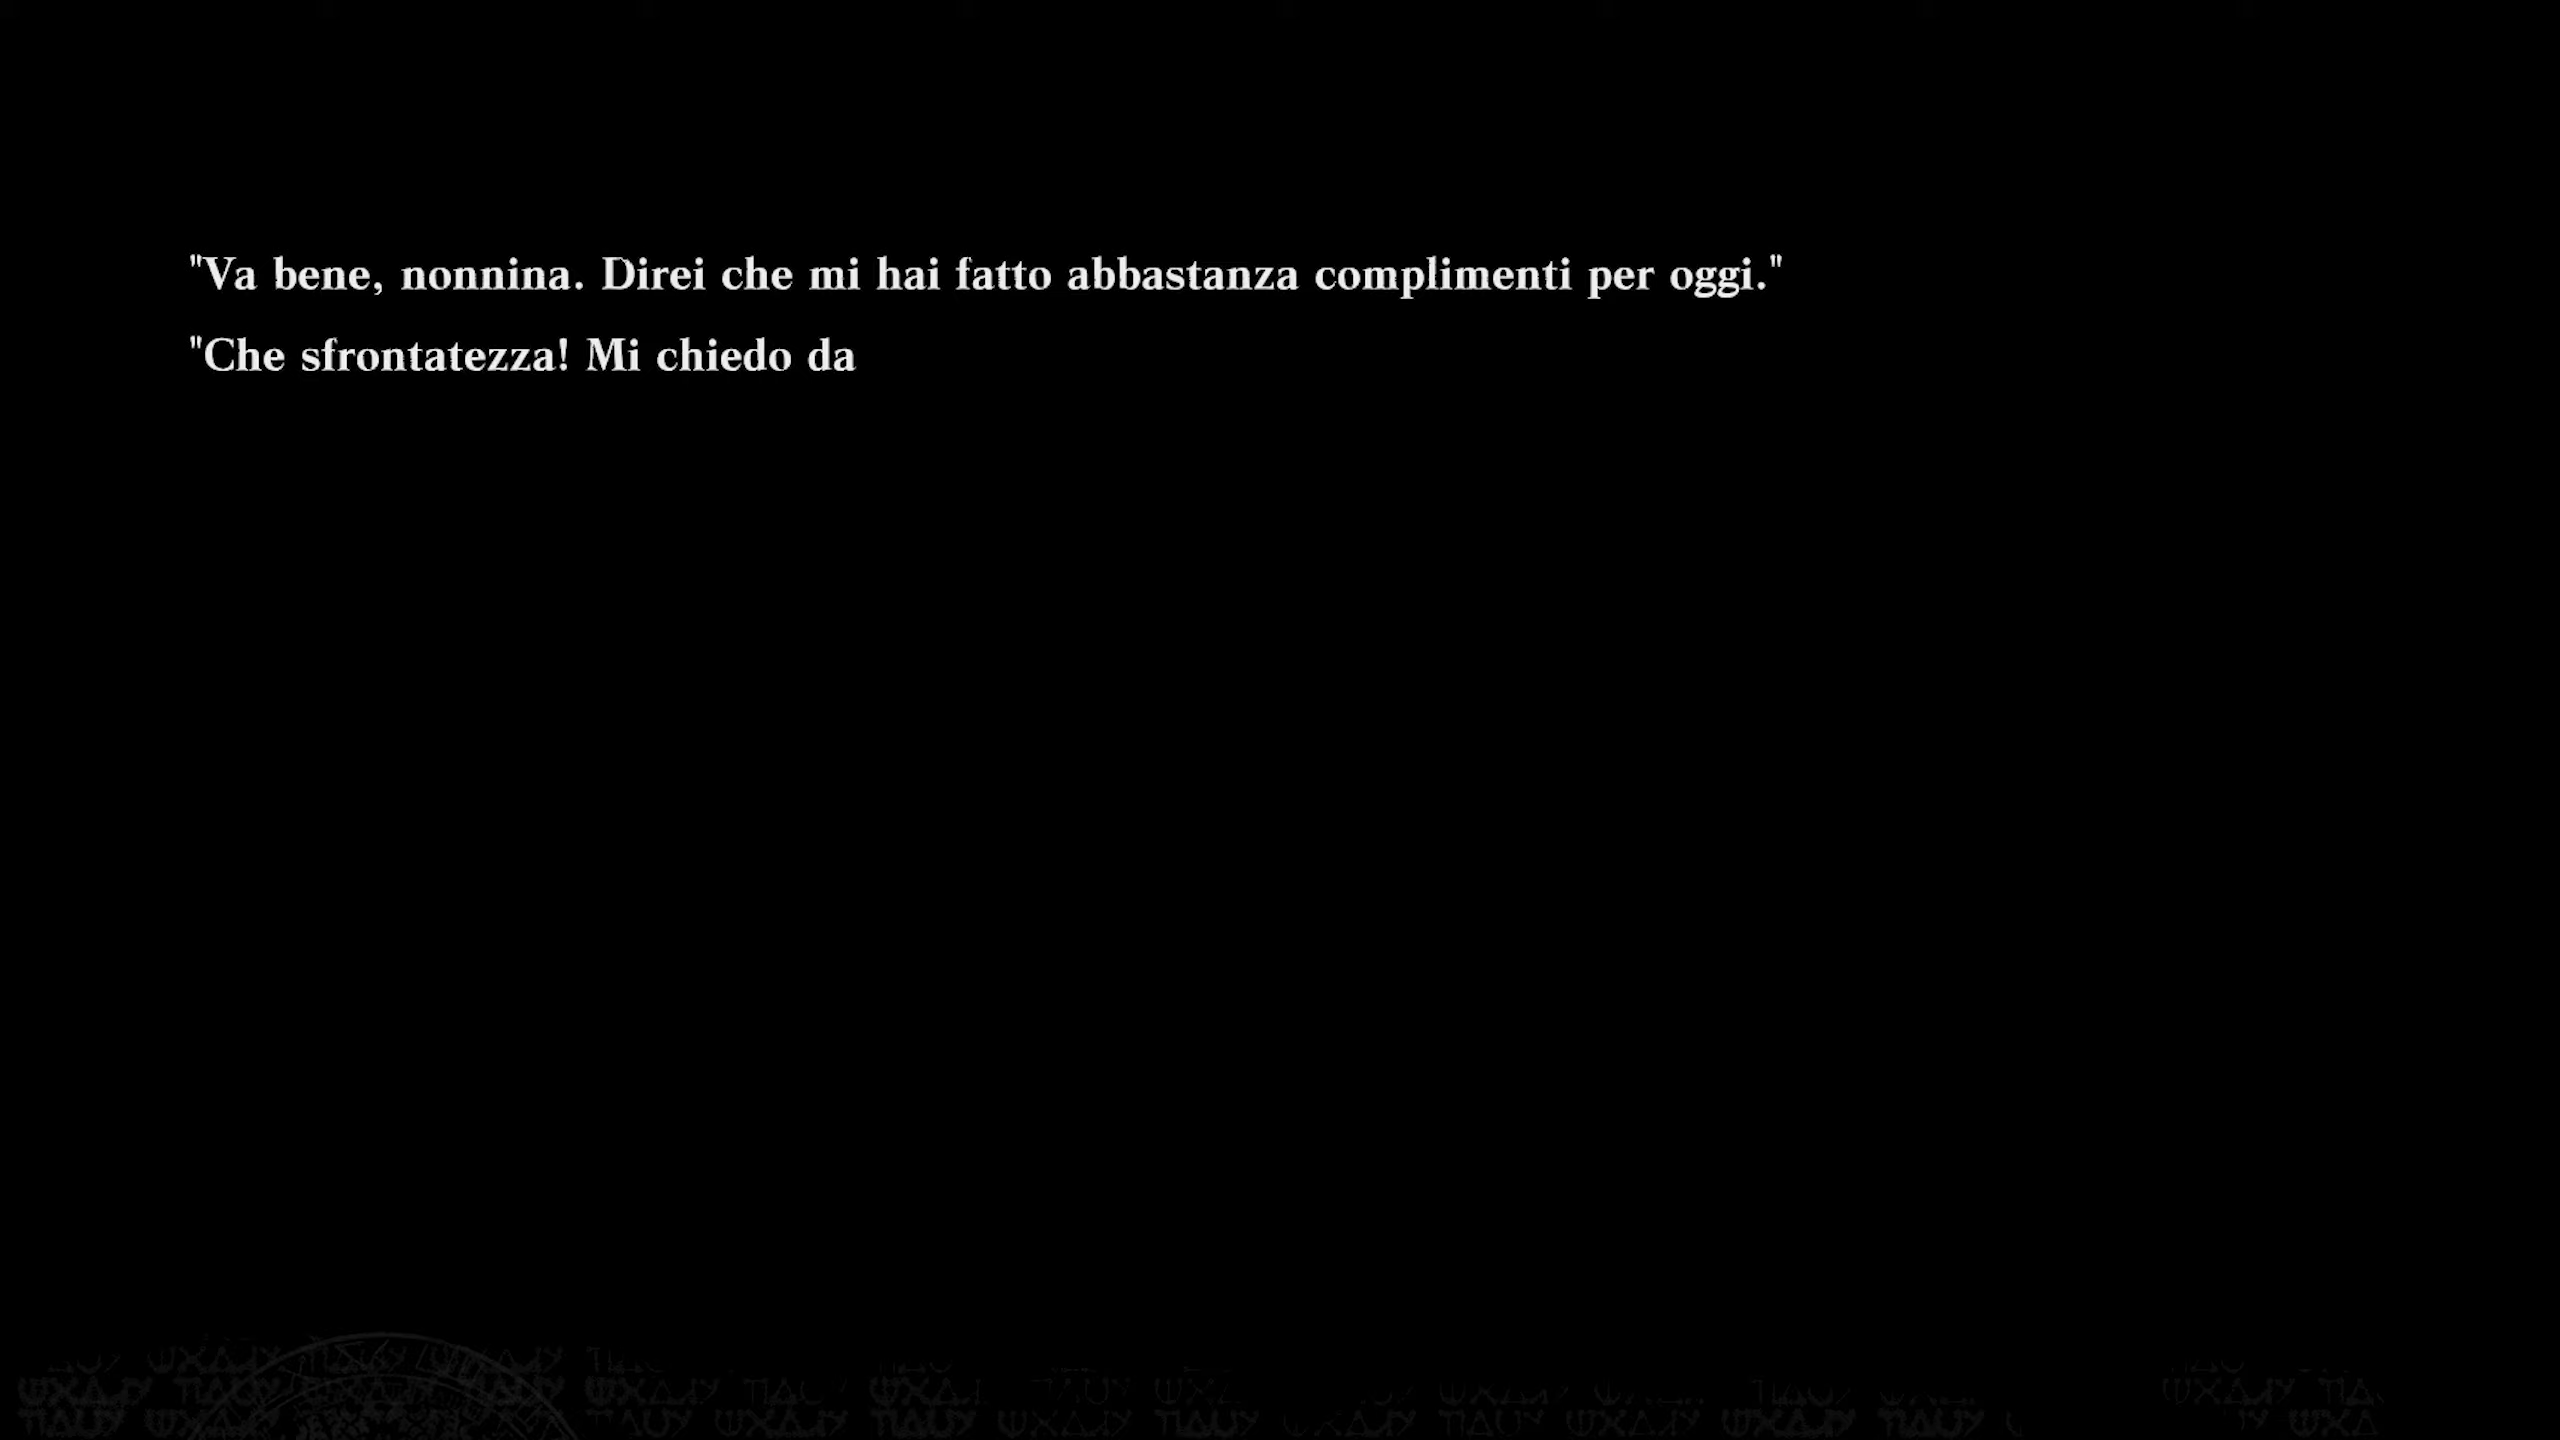 "Va bene, nonnina. Direi che mi hai fatto abbastanza complimenti per oggi."
"Che sfrontatezza! Mi chiedo da